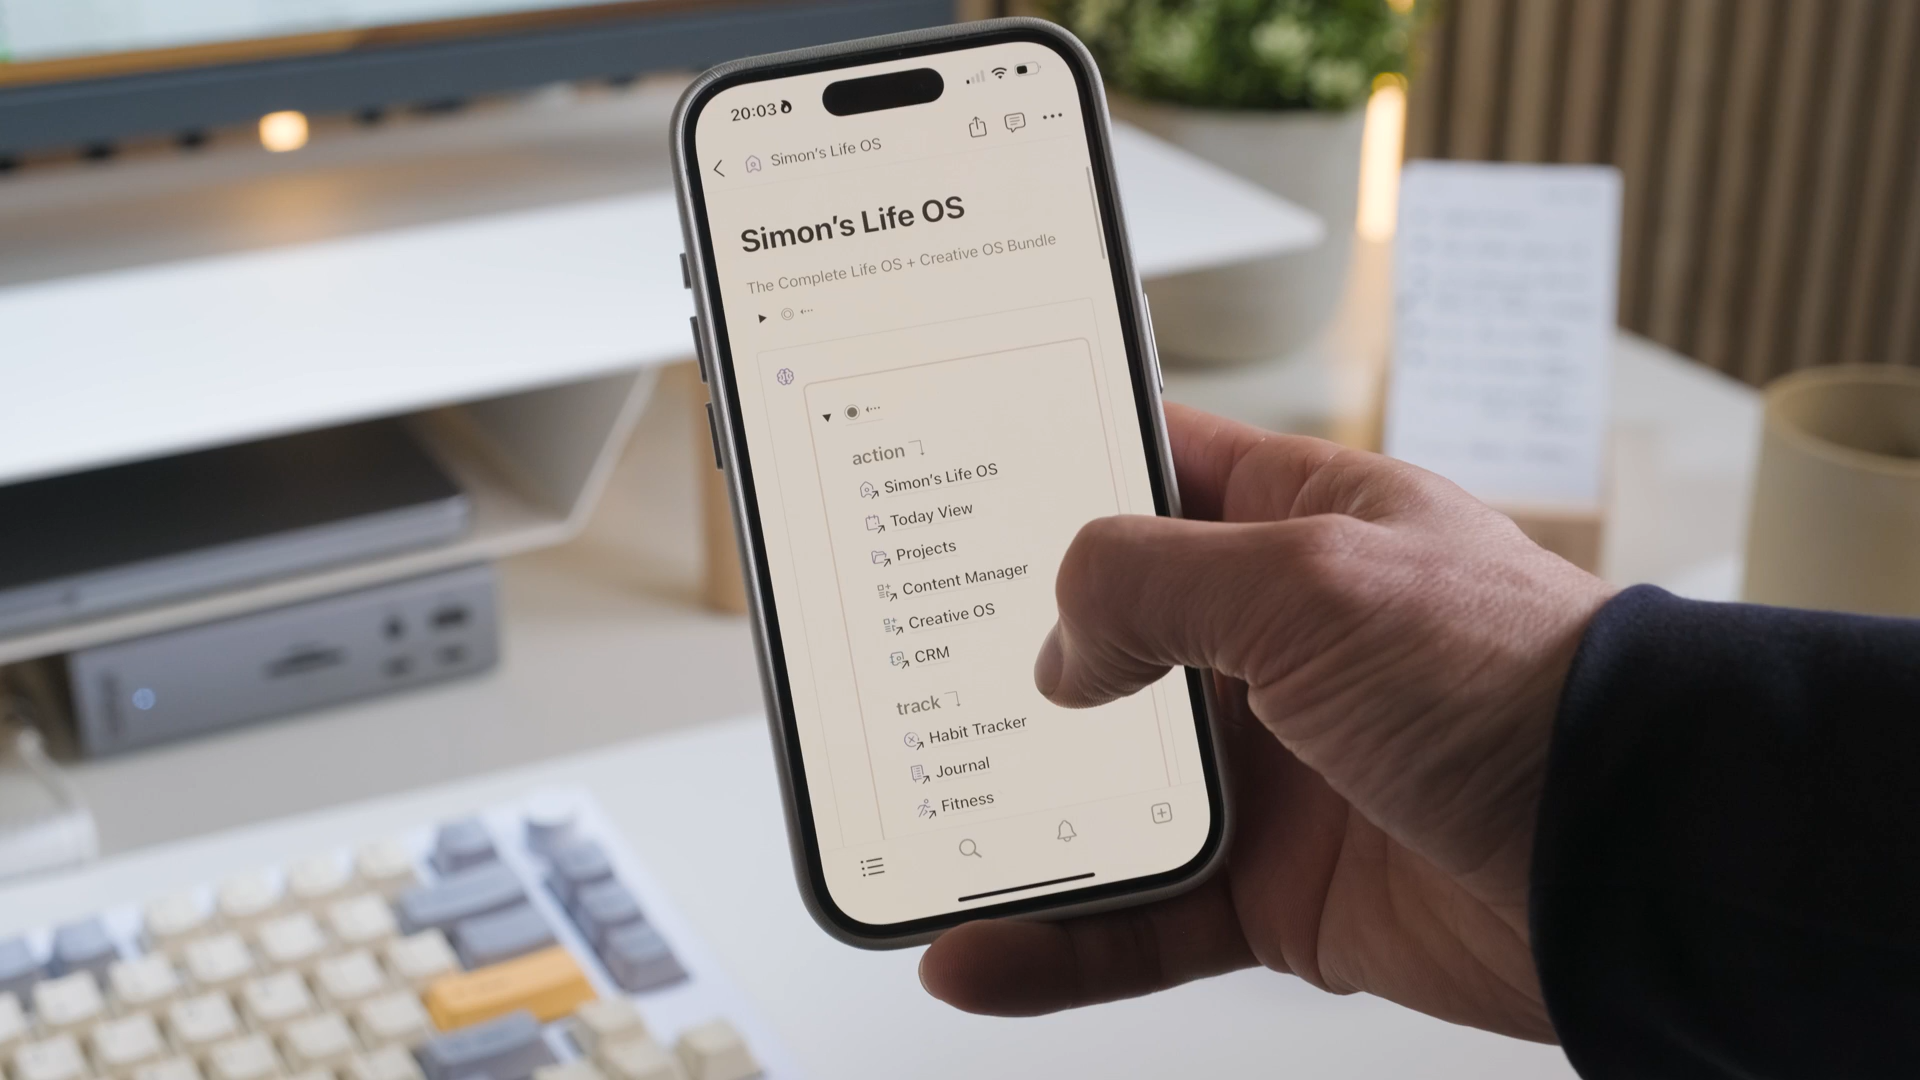 20:03
Simon's Life OS
Simon's Life OS
The Complete Life OS + Creative OS Bundle
action
Simon's Life OS
Today View
Projects
Content Manager
Creative OS
CRM
track
Habit Tracker
Journal
Fitness